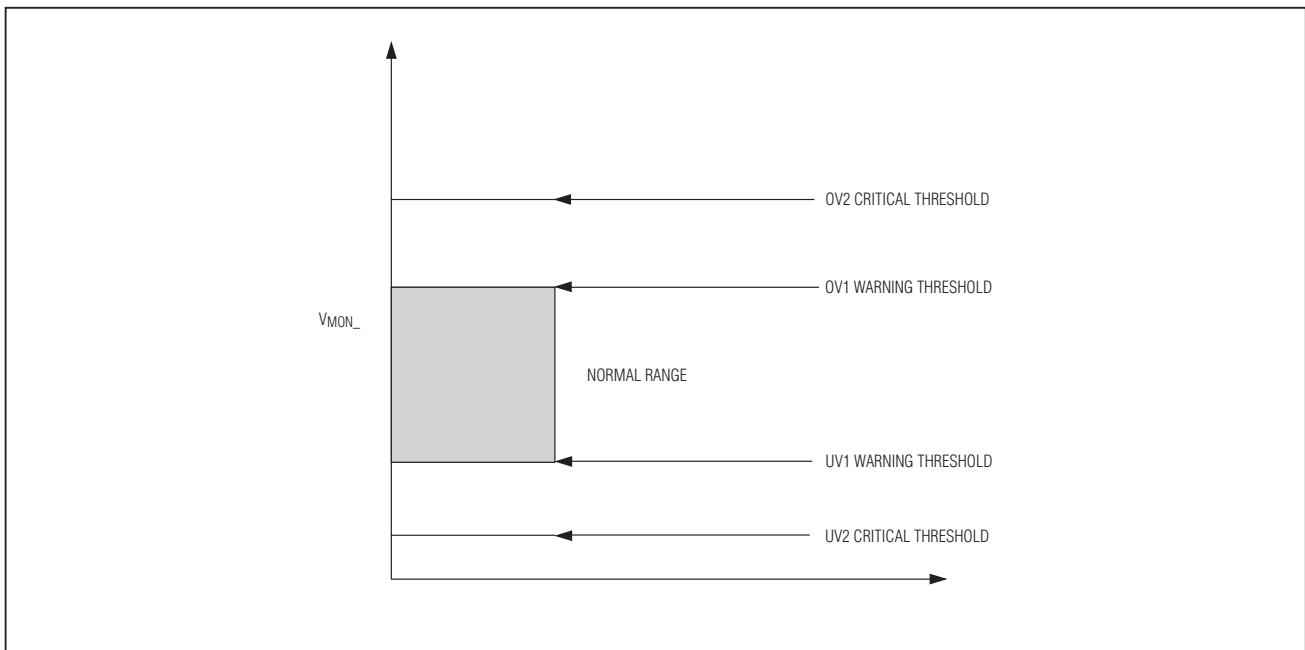 OV2 CRITICAL THRESHOLD
OV1 WARNING THRESHOLD
VMON_
NORMAL RANGE
UV1 WARNING THRESHOLD
UV2 CRITICAL THRESHOLD